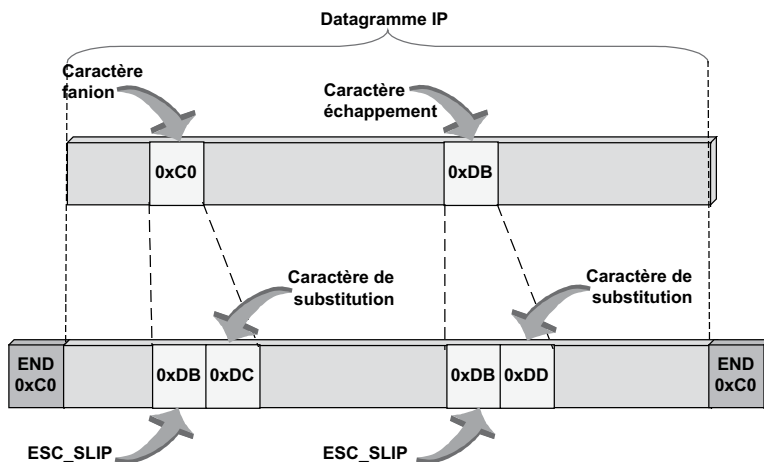 Datagramme IP
Caractère
fanion
Caractère
échappement
0xC0
0xDB
Caractère de
substitution
Caractère de
substitution
END
0xC0
0xDB
0xDC
0xDB
0xDD
END
0xC0
ESC_SLIP
ESC_SLIP